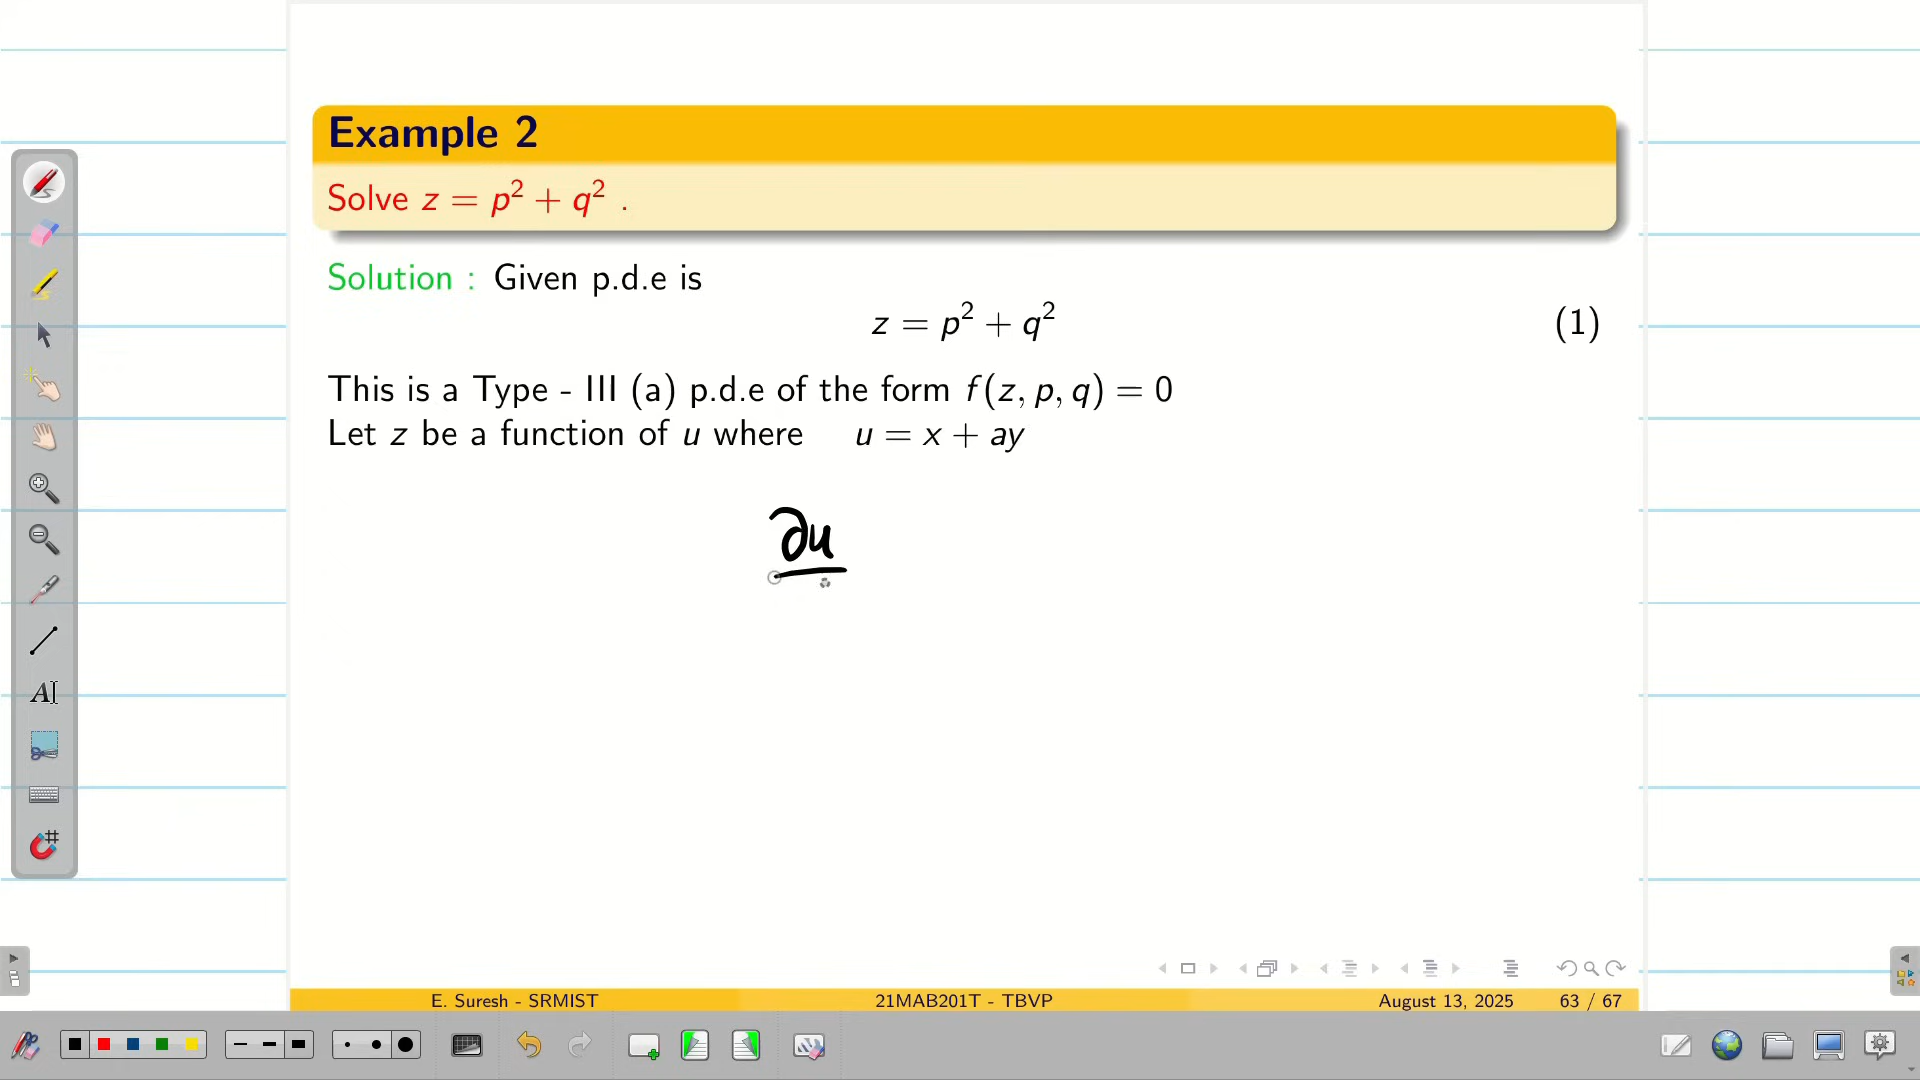 Example 2
Solve z = p² + q² .
Solution : Given p.d.e is
z = p² + q² (1)
This is a Type - III (a) p.d.e of the form f(z, p, q) = 0
Let z be a function of u where u = x + ay
∂u
E. Suresh - SRMIST 21MAB201T - TBVP August 13, 2025 63 / 67